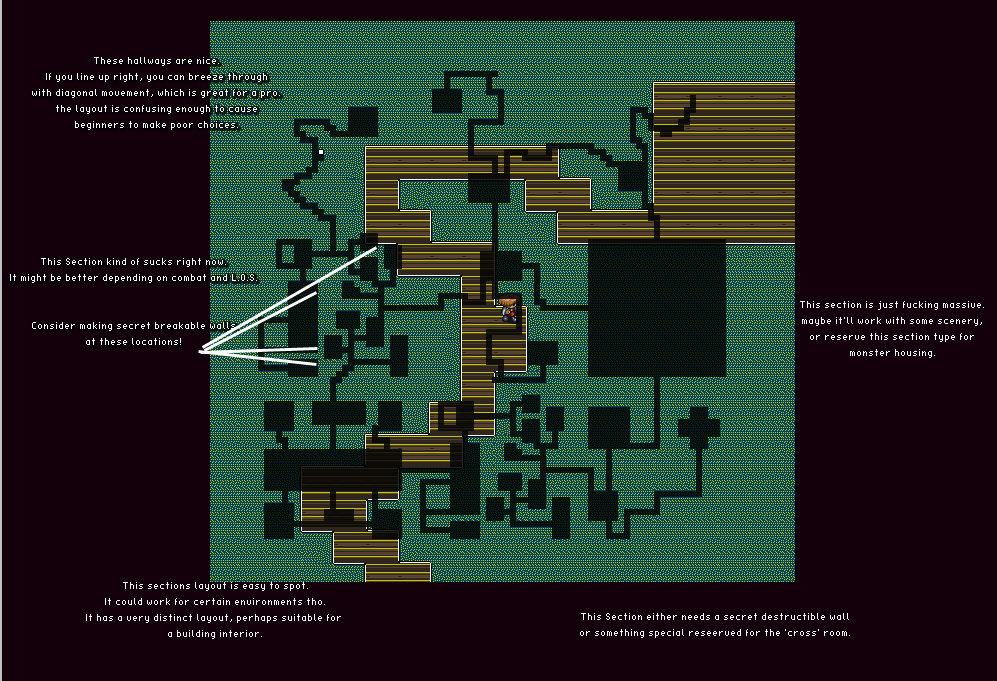 These hallways are nice.
If you line up right, you can breeze through
with diagonal movement, which is great for a pro.
the layout is confusing enough to cause
beginners to make poor choices.
This Section kind of sucks right now.
It might be better depending on combat and L.O.S.
Consider making secret breakable walls
at these locations!
This section is just fucking massive.
maybe it'll work with some scenery,
or reserve this section type for
monster housing.
This sections layout is easy to spot.
It could work for certain environments tho.
It has a very distinct layout, perhaps suitable for
a building interior.
This Section either needs a secret destructible wall
or something special reseerved for the 'cross' room.